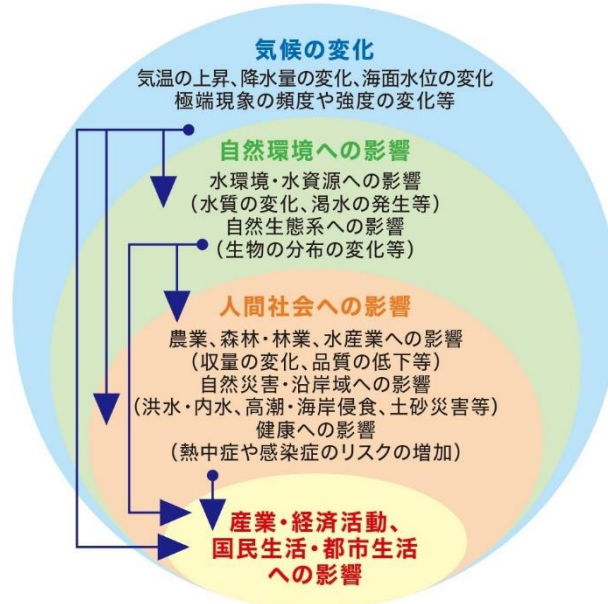 気候の変化
気温の上昇、降水量の変化、海面水位の変化
極端現象の頻度や強度の変化等
自然環境への影響
水環境・水資源への影響
(水質の変化、渇水の発生等)
自然生態系への影響
(生物の分布の変化等)
人間社会への影響
農業、森林・林業、水産業への影響
(収量の変化、品質の低下等)
自然災害・沿岸域への影響
(洪水・内水、高潮・海岸侵食、土砂災害等)
健康への影響
(熱中症や感染症のリスクの増加)
産業・経済活動、
国民生活・都市生活
への影響